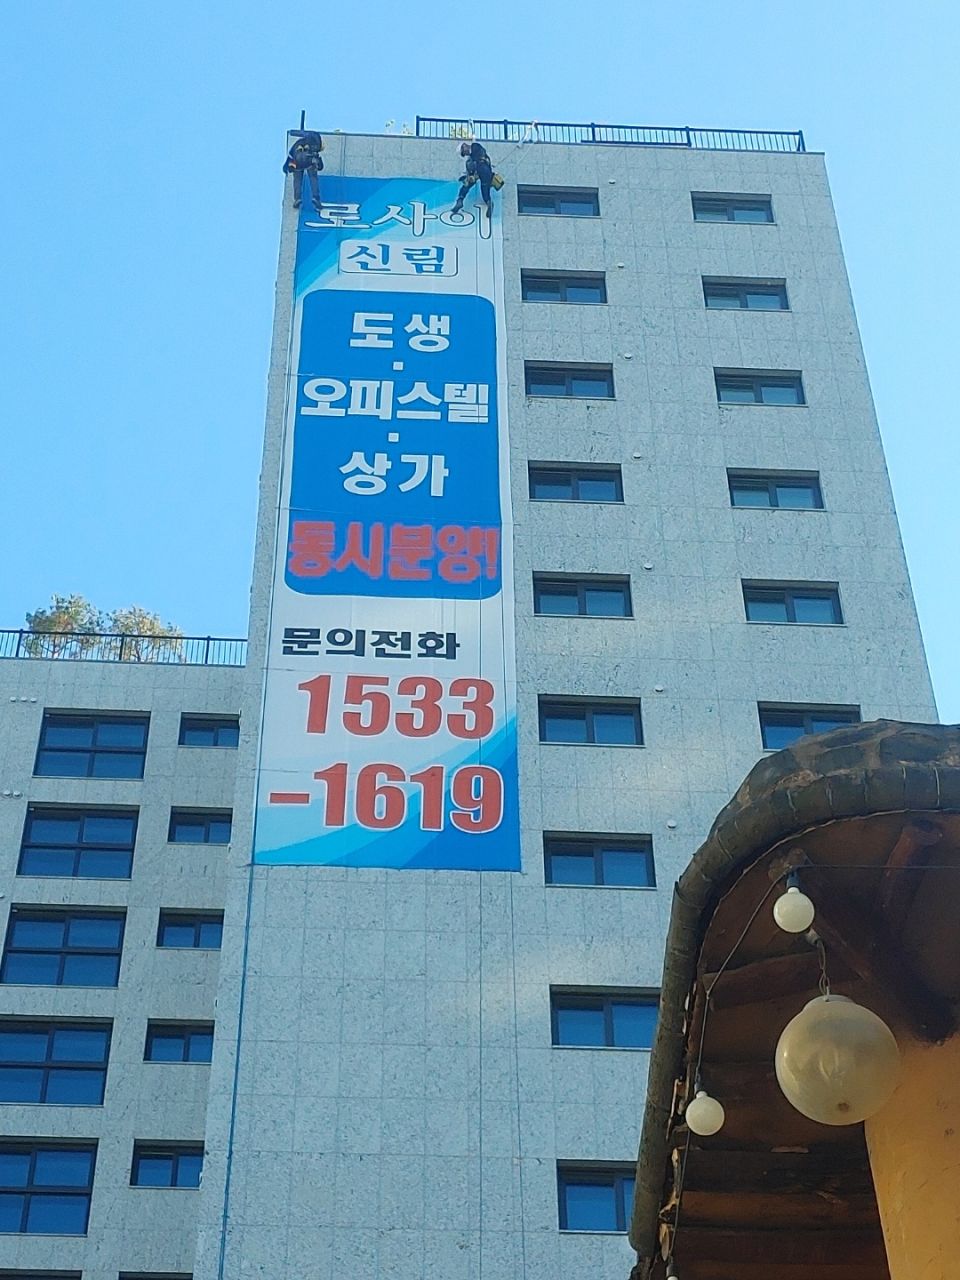 로사이
신림
도생
·
오피스텔
·
상가
동시분양!
문의전화
1533
-1619